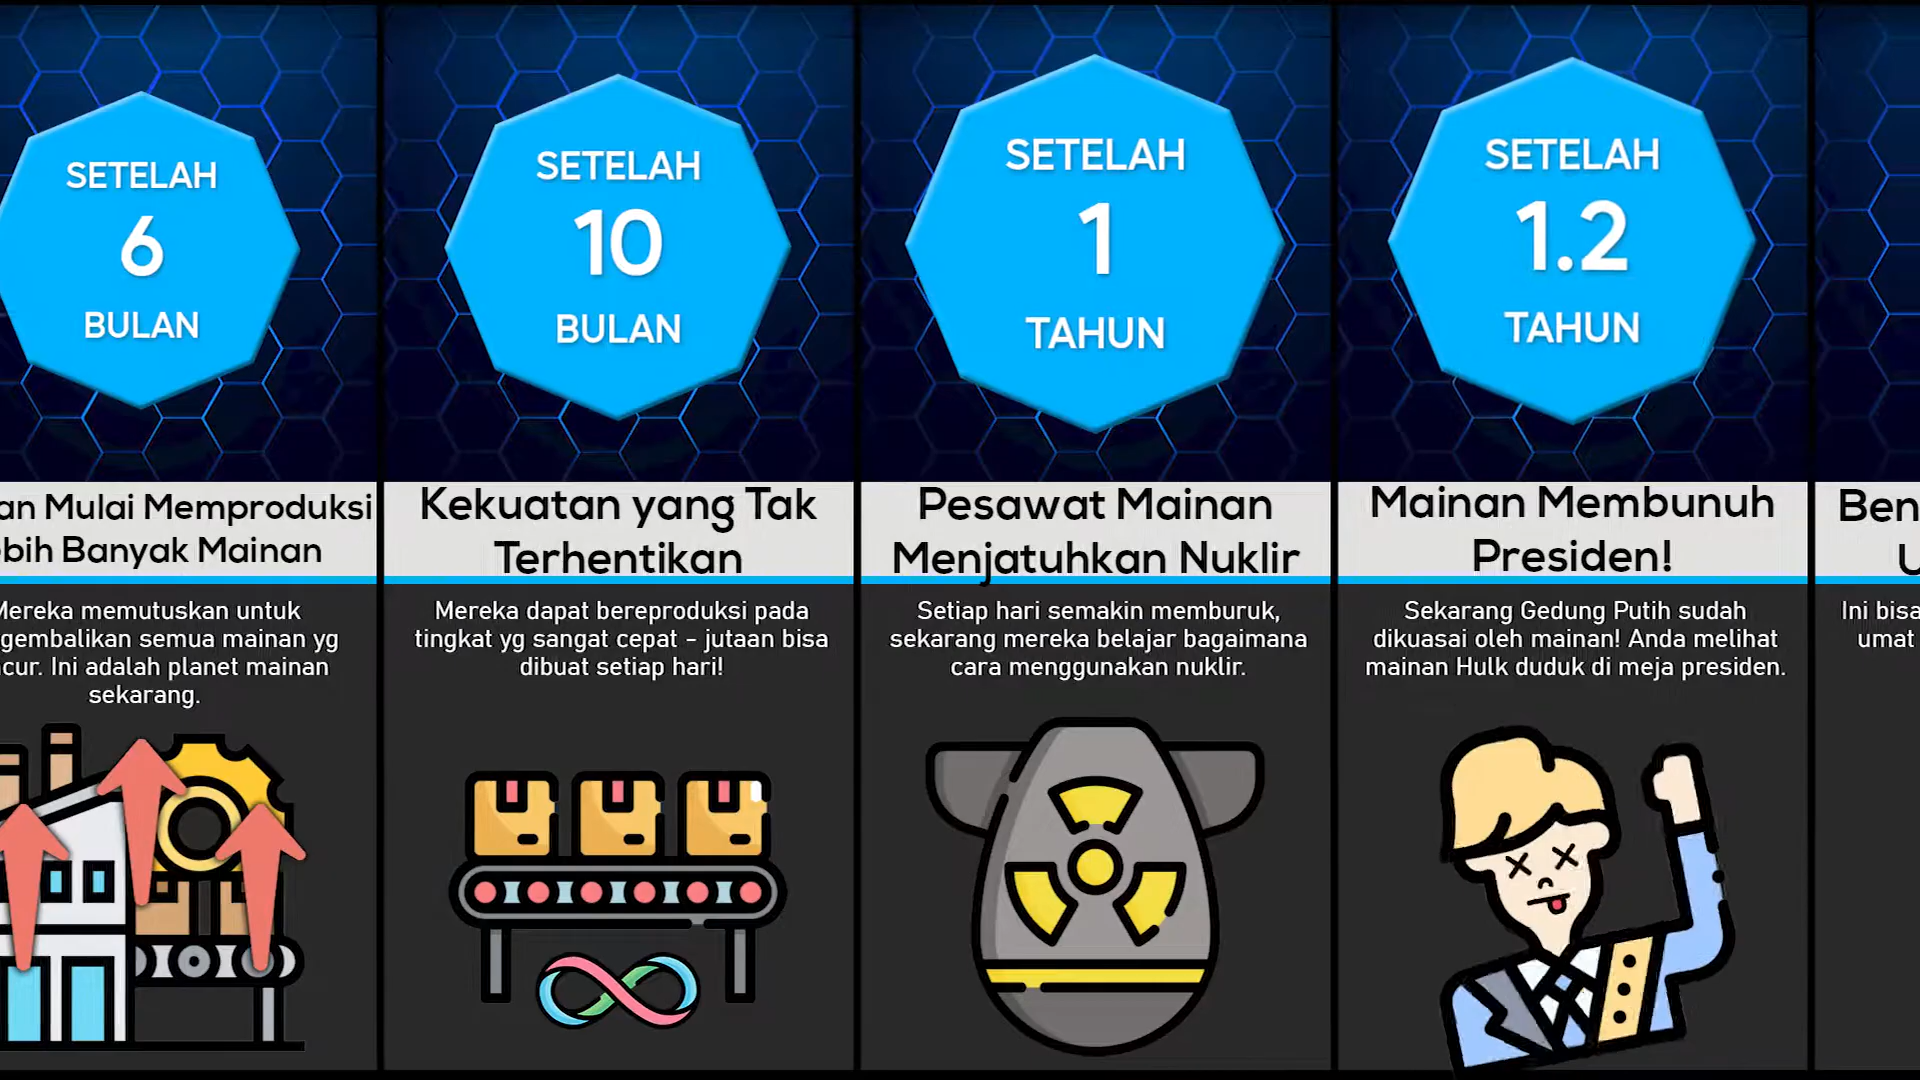 SETELAH
6
BULAN
an Mulai Memproduksi
bih Banyak Mainan
Mereka memutuskan untuk
gembalikan semua mainan yg
cur. Ini adalah planet mainan
sekarang.
SETELAH
10
BULAN
Kekuatan yang Tak
Terhentikan
Mereka dapat bereproduksi pada
tingkat yg sangat cepat - jutaan bisa
dibuat setiap hari!
SETELAH
1
TAHUN
Pesawat Mainan
Menjatuhkan Nuklir
Setiap hari semakin memburuk,
sekarang mereka belajar bagaimana
cara menggunakan nuklir.
SETELAH
1.2
TAHUN
Mainan Membunuh
Presiden!
Sekarang Gedung Putih sudah
dikuasai oleh mainan! Anda melihat
mainan Hulk duduk di meja presiden.
Ben
U
Ini bisa
umat